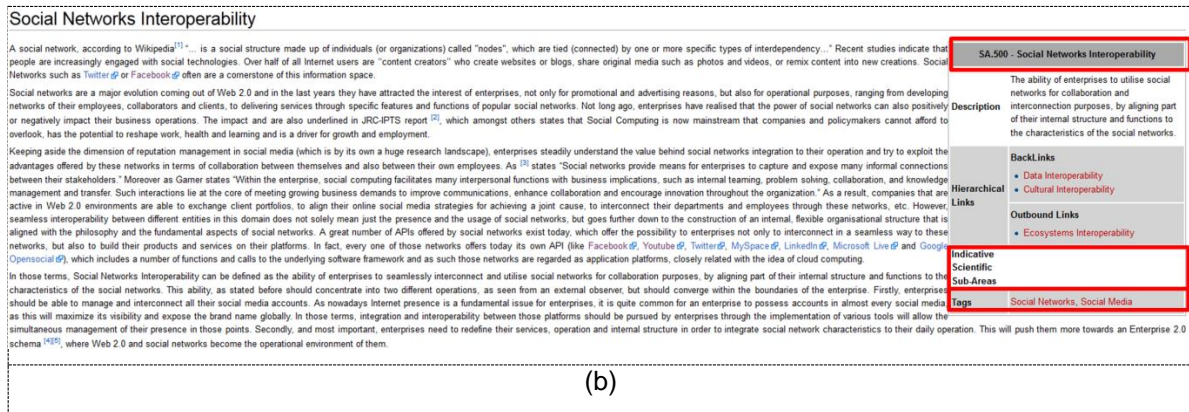 Social Networks Interoperability
A social network, according to Wikipedia[1] "... is a social structure made up of individuals (or organizations) called "nodes", which are tied (connected) by one or more specific types of interdependency..." Recent studies indicate that
people are increasingly engaged with social technologies. Over half of all Internet users are "content creators" who create websites or blogs, share original media such as photos and videos, or remix content into new creations. Social
Networks such as Twitter or Facebook often are a cornerstone of this information space.
Social networks are a major evolution coming out of Web 2.0 and in the last years they have attracted the interest of enterprises, not only for promotional and advertising reasons, but also for operational purposes, ranging from developing
networks of their employees, collaborators and clients, to delivering services through specific features and functions of popular social networks. Not long ago, enterprises have realised that the power of social networks can also positively
or negatively impact their business operations. The impact and are also underlined in JRC-IPTS report [2], which amongst others states that Social Computing is now mainstream that companies and policymakers cannot afford to
overlook, has the potential to reshape work, health and learning and is a driver for growth and employment.
Keeping aside the dimension of reputation management in social media (which is by its own a huge research landscape), enterprises steadily understand the value behind social networks integration to their operation and try to exploit the
advantages offered by these networks in terms of collaboration between themselves and also between their own employees. As [3] states "Social networks provide means for enterprises to capture and expose many informal connections
between their stakeholders." Moreover as Garner states "Within the enterprise, social computing facilitates many interpersonal functions with business implications, such as internal teaming, problem solving, collaboration, and knowledge
management and transfer. Such interactions lie at the core of meeting growing business demands to improve communications, enhance collaboration and encourage innovation throughout the organization." As a result, companies that are
active in Web 2.0 environments are able to exchange client portfolios, to align their online social media strategies for achieving a joint cause, to interconnect their departments and employees through these networks, etc. However,
seamless interoperability between different entities in this domain does not solely mean just the presence and the usage of social networks, but goes further down to the construction of an internal, flexible organisational structure that is
aligned with the philosophy and the fundamental aspects of social networks. A great number of APIs offered by social networks exist today, which offer the possibility to enterprises not only to interconnect in a seamless way to these
networks, but also to build their products and services on their platforms. In fact, every one of those networks offers today its own API (like Facebook, Youtube, Twitter, MySpace, LinkedIn, Microsoft Live and Google
Opensocial), which includes a number of functions and calls to the underlying software framework and as such those networks are regarded as application platforms, closely related with the idea of cloud computing.
In those terms, Social Networks Interoperability can be defined as the ability of enterprises to seamlessly interconnect and utilise social networks for collaboration purposes, by aligning part of their internal structure and functions to the
characteristics of the social networks. This ability, as stated before should concentrate into two different operations, as seen from an external observer, but should converge within the boundaries of the enterprise. Firstly, enterprises
should be able to manage and interconnect all their social media accounts. As nowadays Internet presence is a fundamental issue for enterprises, it is quite common for an enterprise to possess accounts in almost every social media,
as this will maximize its visibility and expose the brand name globally. In those terms, integration and interoperability between those platforms should be pursued by enterprises through the implementation of various tools will allow the
simultaneous management of their presence in those points. Secondly, and most important, enterprises need to redefine their services, operation and internal structure in order to integrate social network characteristics to their daily operation. This will push them more towards an Enterprise 2.0
schema [4][5], where Web 2.0 and social networks become the operational environment of them.
SA.500 - Social Networks Interoperability
Description
The ability of enterprises to utilise social
networks for collaboration and
interconnection purposes, by aligning part
of their internal structure and functions to
the characteristics of the social networks.
Hierarchical
Links
BackLinks
Data Interoperability
Cultural Interoperability
Outbound Links
Ecosystems Interoperability
Indicative
Scientific
Sub-Areas
Tags
Social Networks, Social Media
(b)